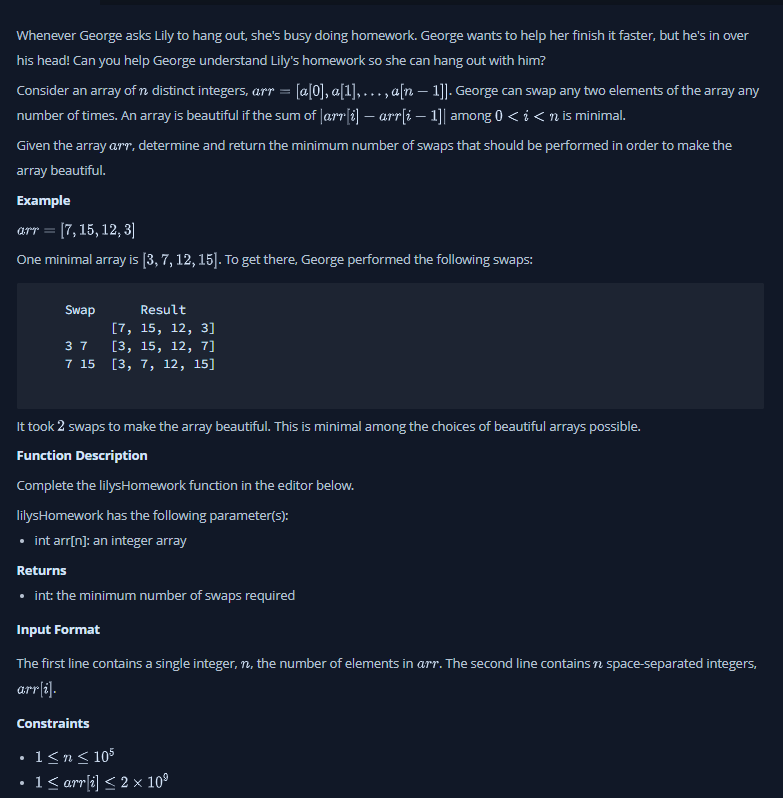 Whenever George asks Lily to hang out, she's busy doing homework. George wants to help her finish it faster, but he's in over
his head! Can you help George understand Lily's homework so she can hang out with him?
Consider an array of n distinct integers, arr = [a[0], a[1], . . . , a[n − 1]]. George can swap any two elements of the array any
number of times. An array is beautiful if the sum of |arr[i] − arr[i − 1]| among 0 < i < n is minimal.
Given the array arr, determine and return the minimum number of swaps that should be performed in order to make the
array beautiful.
Example
arr = [7, 15, 12, 3]
One minimal array is [3, 7, 12, 15]. To get there, George performed the following swaps:
Swap Result
[7, 15, 12, 3]
3 7 [3, 15, 12, 7]
7 15 [3, 7, 12, 15]
It took 2 swaps to make the array beautiful. This is minimal among the choices of beautiful arrays possible.
Function Description
Complete the lilysHomework function in the editor below.
lilysHomework has the following parameter(s):
• int arr[n]: an integer array
Returns
• int: the minimum number of swaps required
Input Format
The first line contains a single integer, n, the number of elements in arr. The second line contains n space-separated integers,
arr[i].
Constraints
• 1 ≤ n ≤ 10⁵
• 1 ≤ arr[i] ≤ 2 × 10⁹